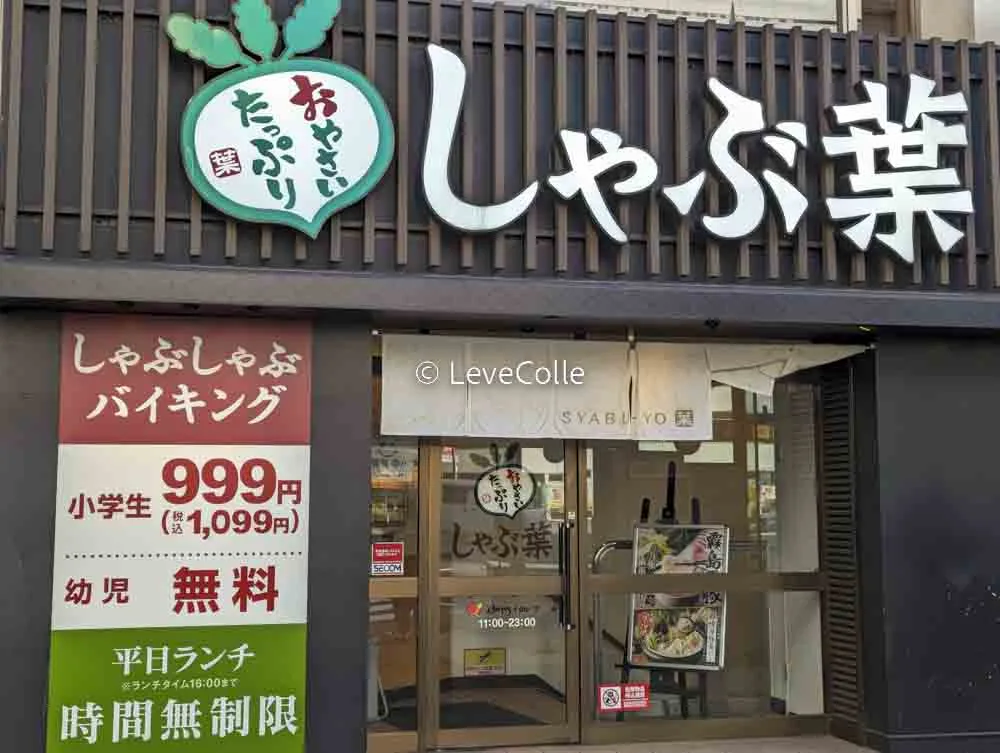 おやさい
たっぷり
葉
しゃぶ葉
© LeveColle
SYABU-YO 葉
しゃぶしゃぶ
バイキング
小学生 999円
(税込1,099円)
幼児 無料
平日ランチ
※ランチタイム16:00まで
時間無制限
おやさい
たっぷり
しゃぶ葉
SECOM
11:00-23:00
霧島